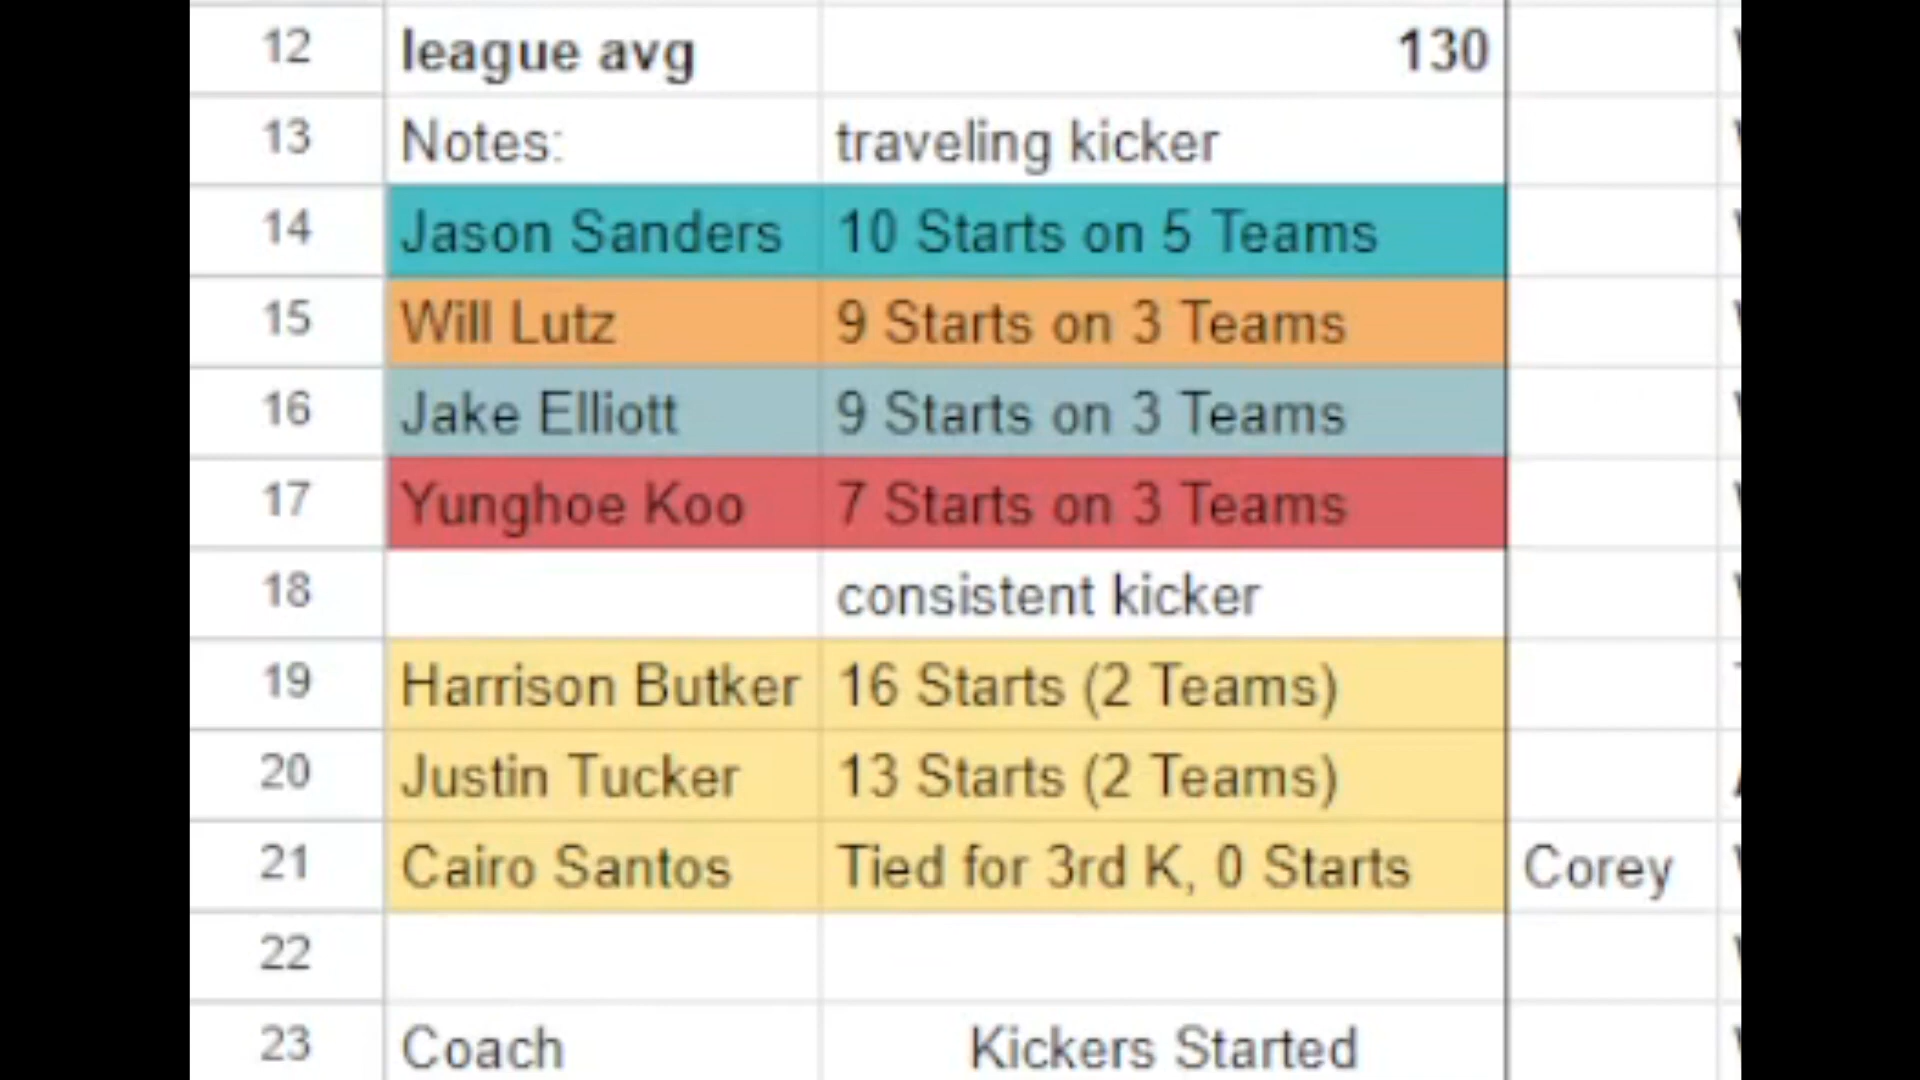 12 league avg 130
13 Notes: traveling kicker
14 Jason Sanders 10 Starts on 5 Teams
15 Will Lutz 9 Starts on 3 Teams
16 Jake Elliott 9 Starts on 3 Teams
17 Yunghoe Koo 7 Starts on 3 Teams
18 consistent kicker
19 Harrison Butker 16 Starts (2 Teams)
20 Justin Tucker 13 Starts (2 Teams)
21 Cairo Santos Tied for 3rd K, 0 Starts Corey
22
23 Coach Kickers Started